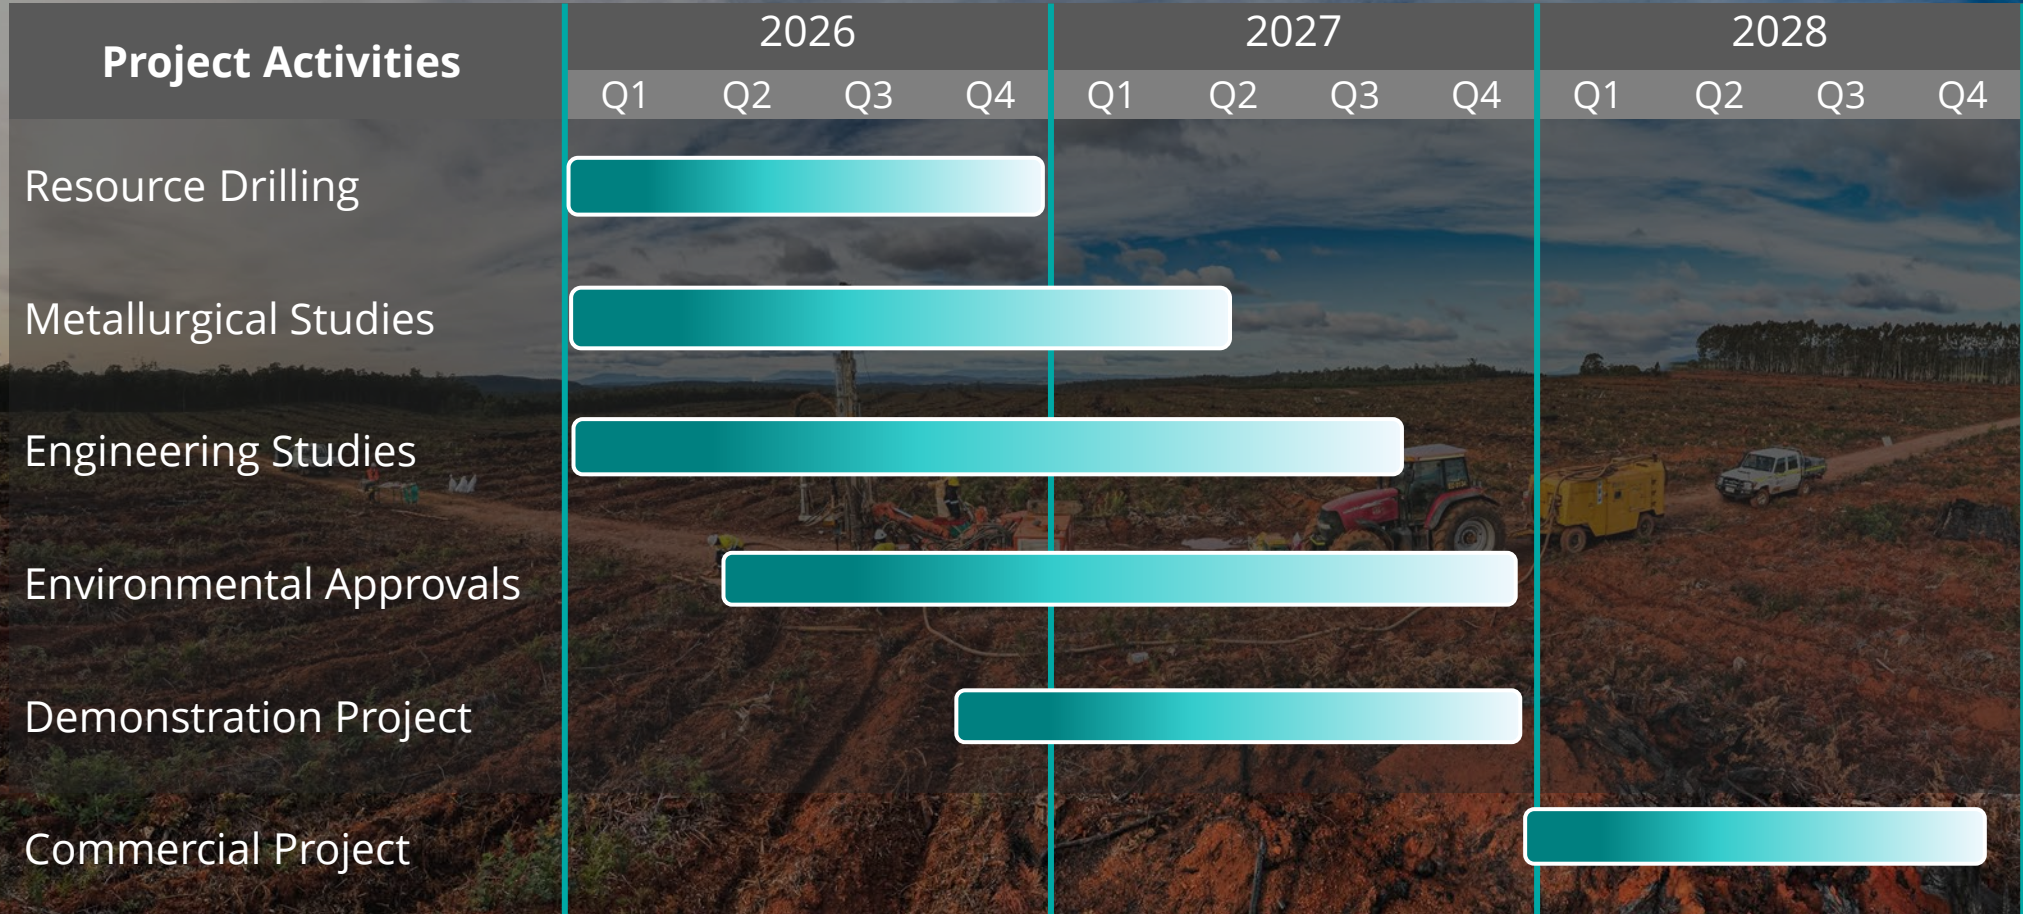 Project Activities
2026 2027 2028
Q1 Q2 Q3 Q4 Q1 Q2 Q3 Q4 Q1 Q2 Q3 Q4
Resource Drilling
Metallurgical Studies
Engineering Studies
Environmental Approvals
Demonstration Project
Commercial Project